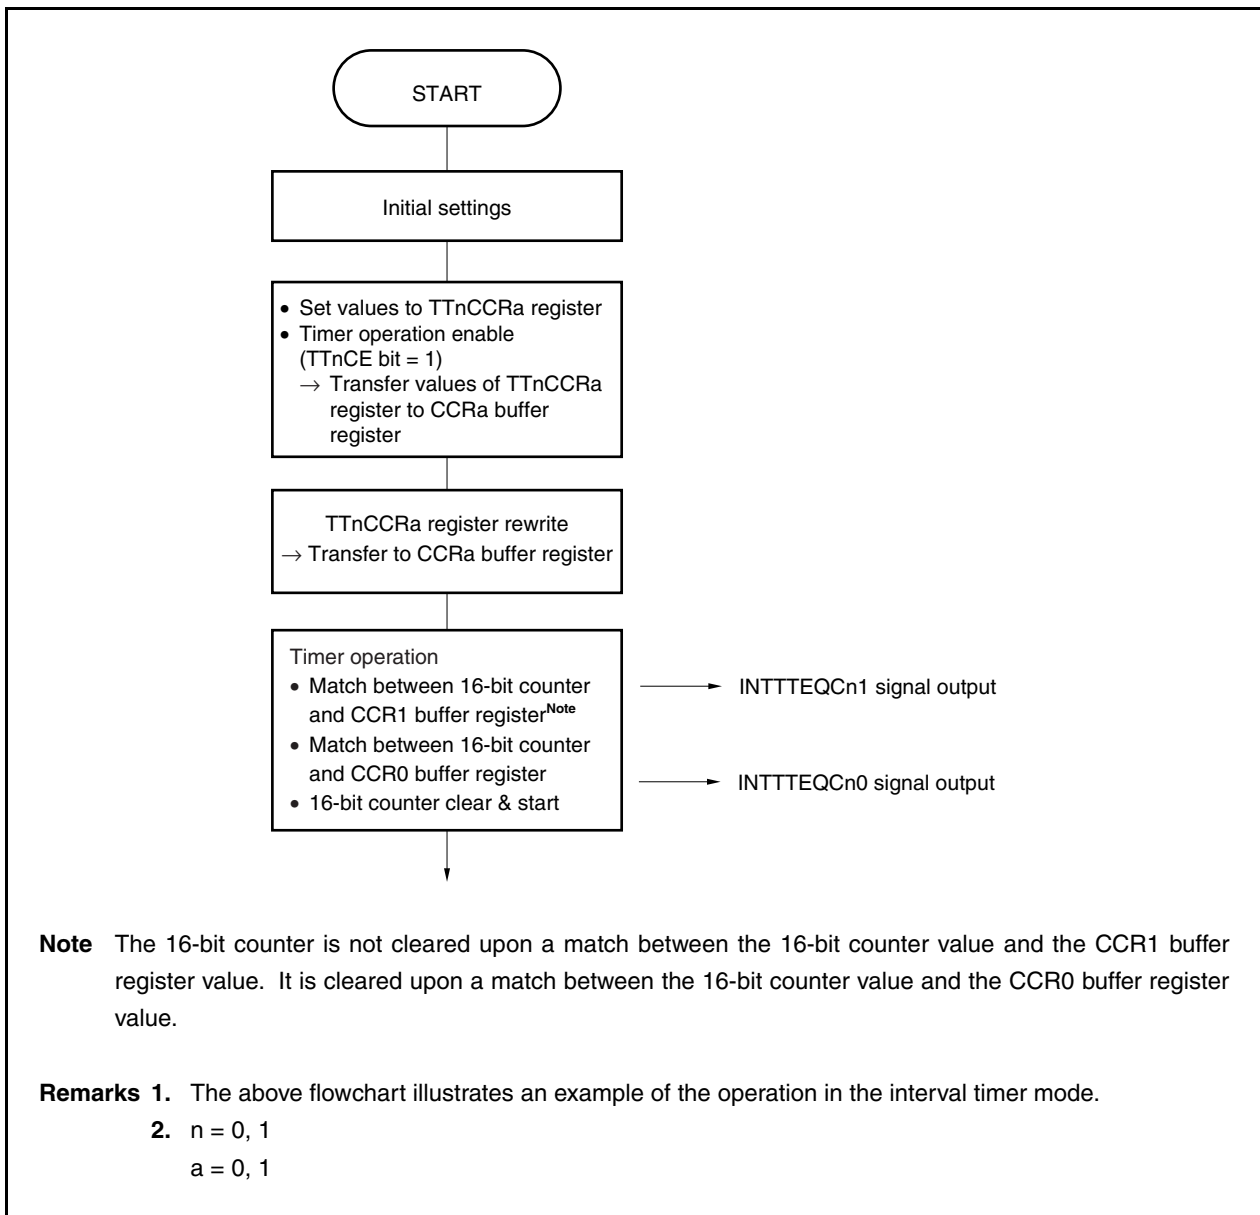 START
Initial settings
• Set values to TTnCCRa register
• Timer operation enable
(TTnCE bit = 1)
→ Transfer values of TTnCCRa
register to CCRa buffer
register
TTnCCRa register rewrite
→ Transfer to CCRa buffer register
Timer operation
• Match between 16-bit counter
and CCR1 buffer registerNote
• Match between 16-bit counter
and CCR0 buffer register
• 16-bit counter clear & start
INTTTEQCn1 signal output
INTTTEQCn0 signal output
Note The 16-bit counter is not cleared upon a match between the 16-bit counter value and the CCR1 buffer
register value. It is cleared upon a match between the 16-bit counter value and the CCR0 buffer register
value.
Remarks 1. The above flowchart illustrates an example of the operation in the interval timer mode.
2. n = 0, 1
a = 0, 1